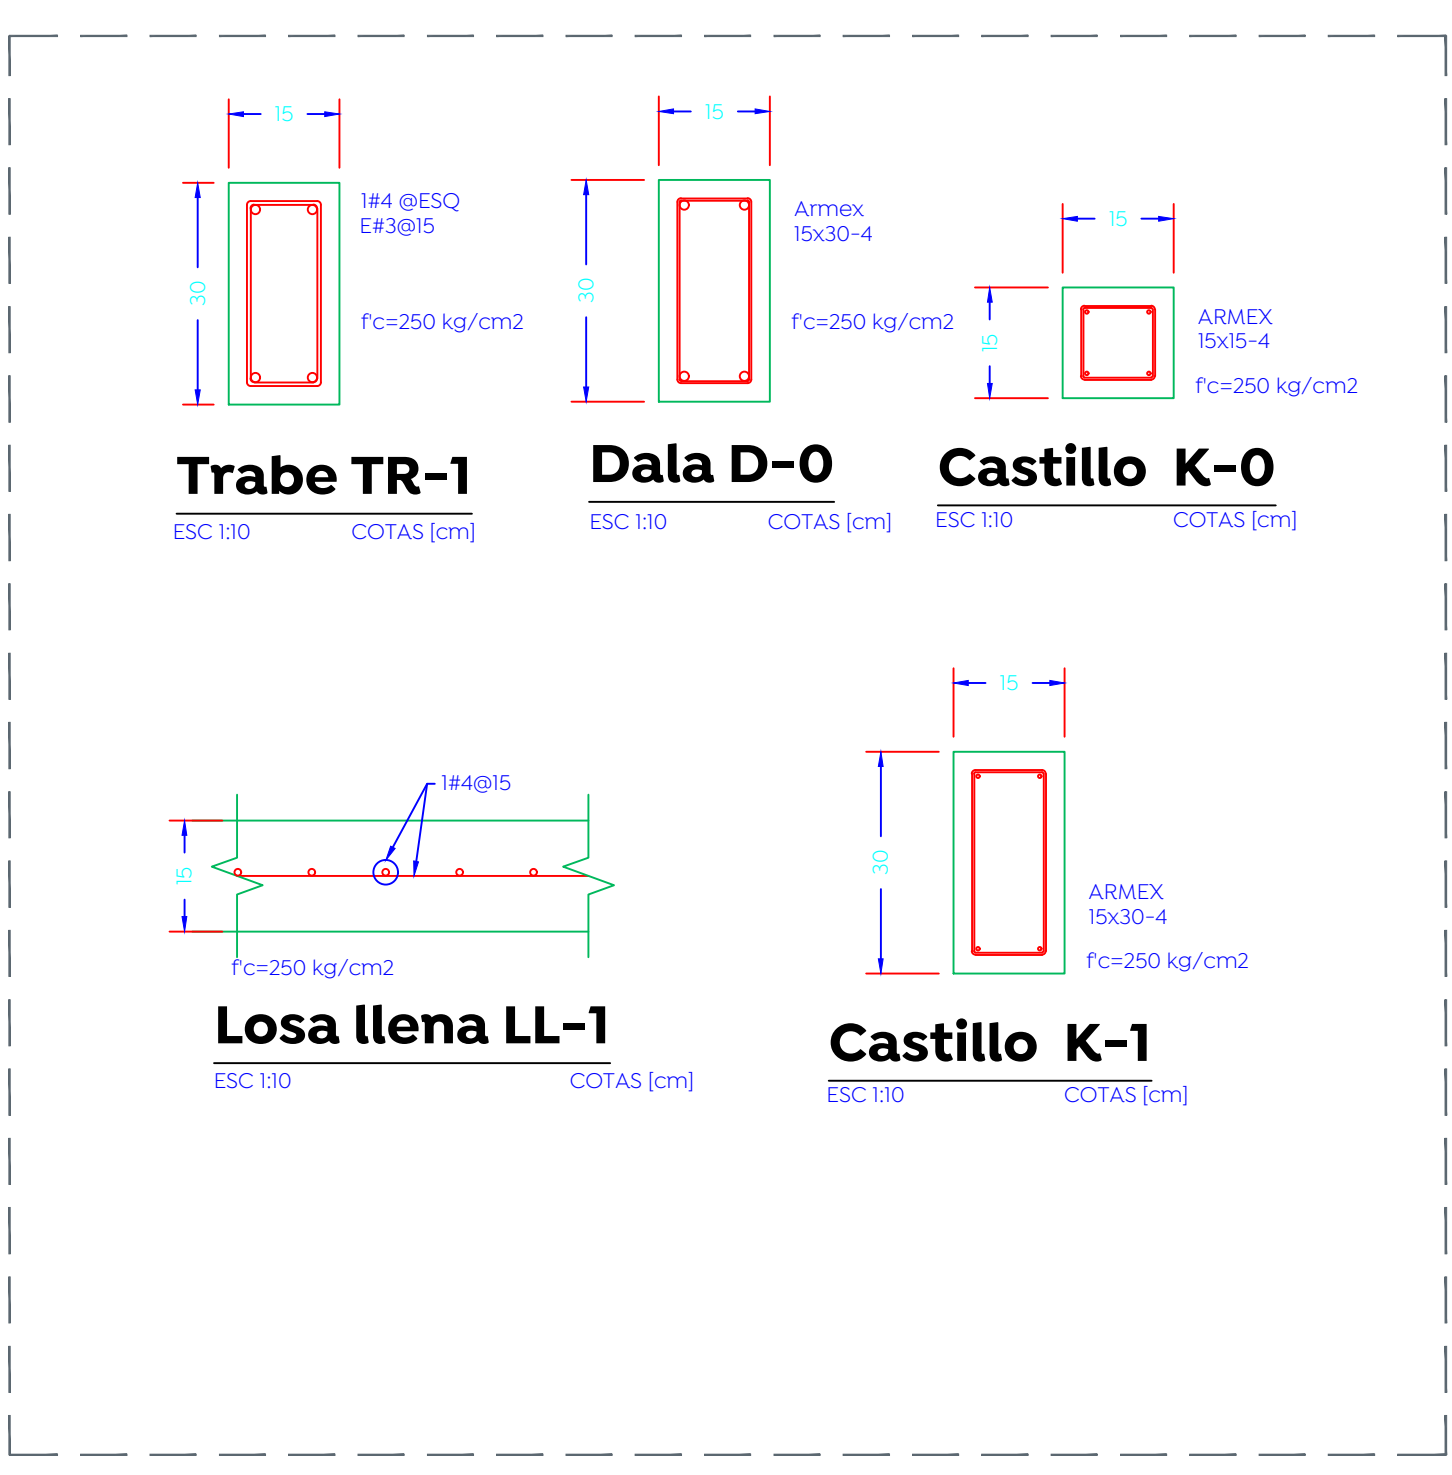 15
30
1#4 @ESQ
E#3@15
f'c=250 kg/cm2
Trabe TR-1
ESC 1:10 COTAS [cm]
15
30
Armex
15x30-4
f'c=250 kg/cm2
Dala D-0
ESC 1:10 COTAS [cm]
15
15
ARMEX
15x15-4
f'c=250 kg/cm2
Castillo K-0
ESC 1:10 COTAS [cm]
1#4@15
15
f'c=250 kg/cm2
Losa llena LL-1
ESC 1:10 COTAS [cm]
15
30
ARMEX
15x30-4
f'c=250 kg/cm2
Castillo K-1
ESC 1:10 COTAS [cm]